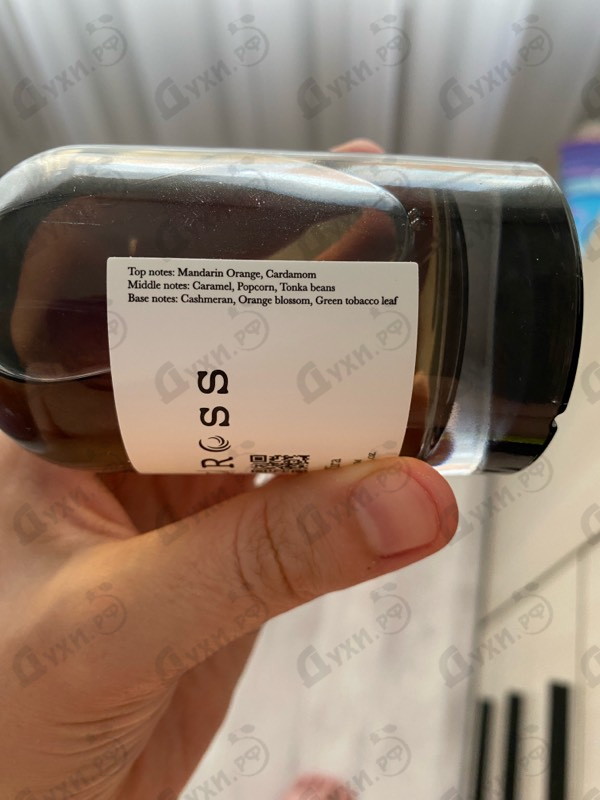 Top notes: Mandarin Orange, Cardamom
Middle notes: Caramel, Popcorn, Tonka beans
Base notes: Cashmeran, Orange blossom, Green tobacco leaf
ДУХИ.РФ